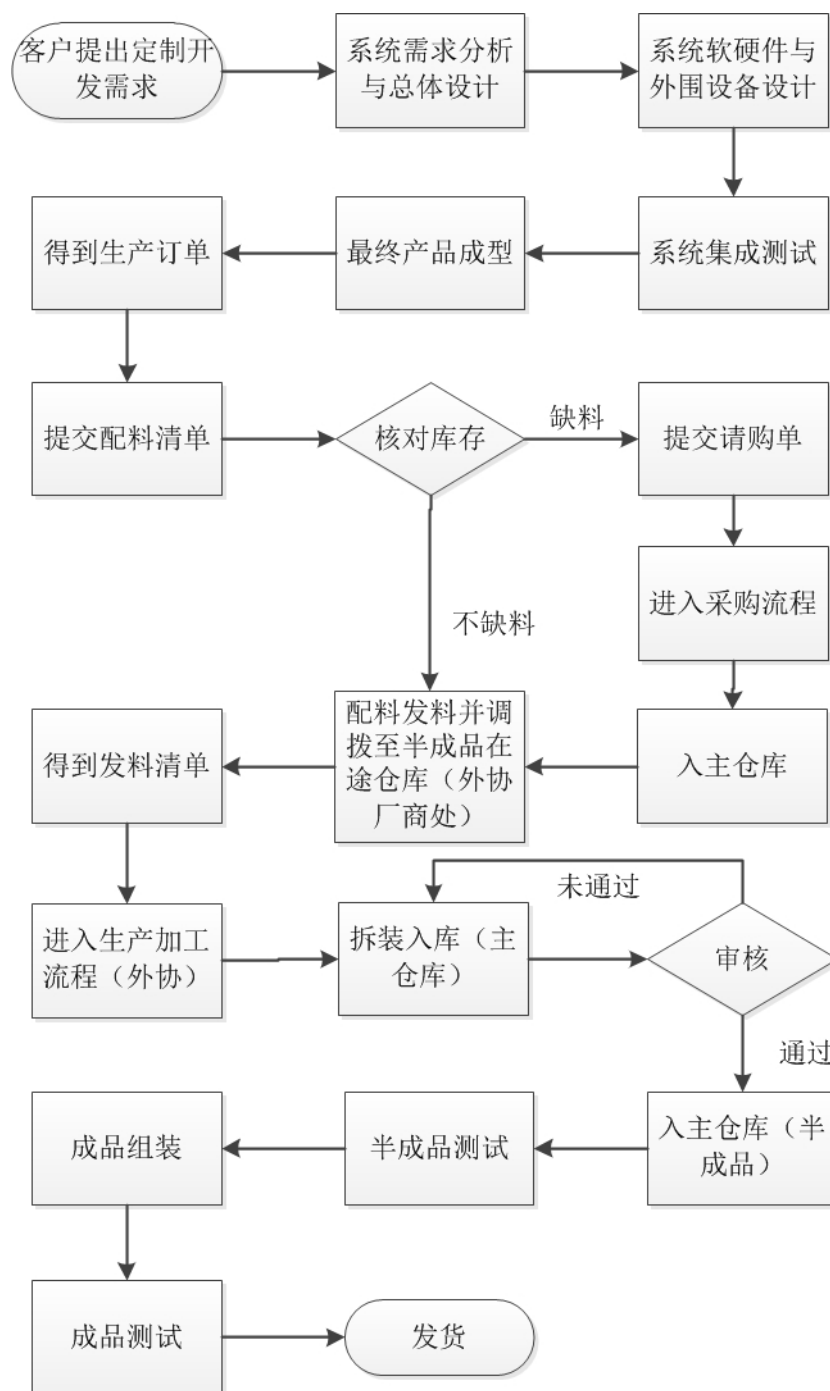 客户提出定制开
发需求
系统需求分析
与总体设计
系统软硬件与
外围设备设计
得到生产订单
最终产品成型
系统集成测试
提交配料清单
核对库存
缺料
提交请购单
不缺料
进入采购流程
得到发料清单
配料发料并调
拨至半成品在
途仓库（外协
厂商处）
入主仓库
未通过
进入生产加工
流程（外协）
拆装入库（主
仓库）
审核
通过
成品组装
半成品测试
入主仓库（半
成品）
成品测试
发货